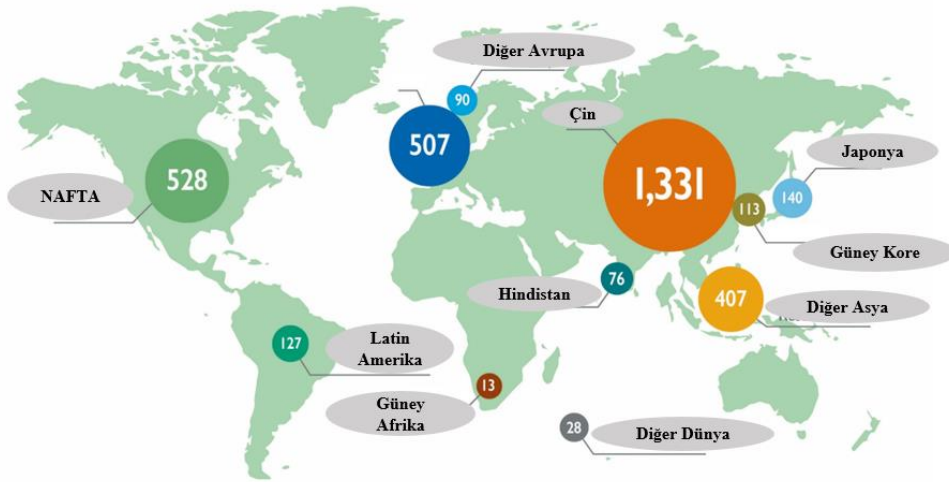 Diğer Avrupa
90
507
Çin
1,331
528
NAFTA
Japonya
140
113
Güney Kore
76
Hindistan
407
Diğer Asya
127
Latin
Amerika
13
Güney
Afrika
28
Diğer Dünya